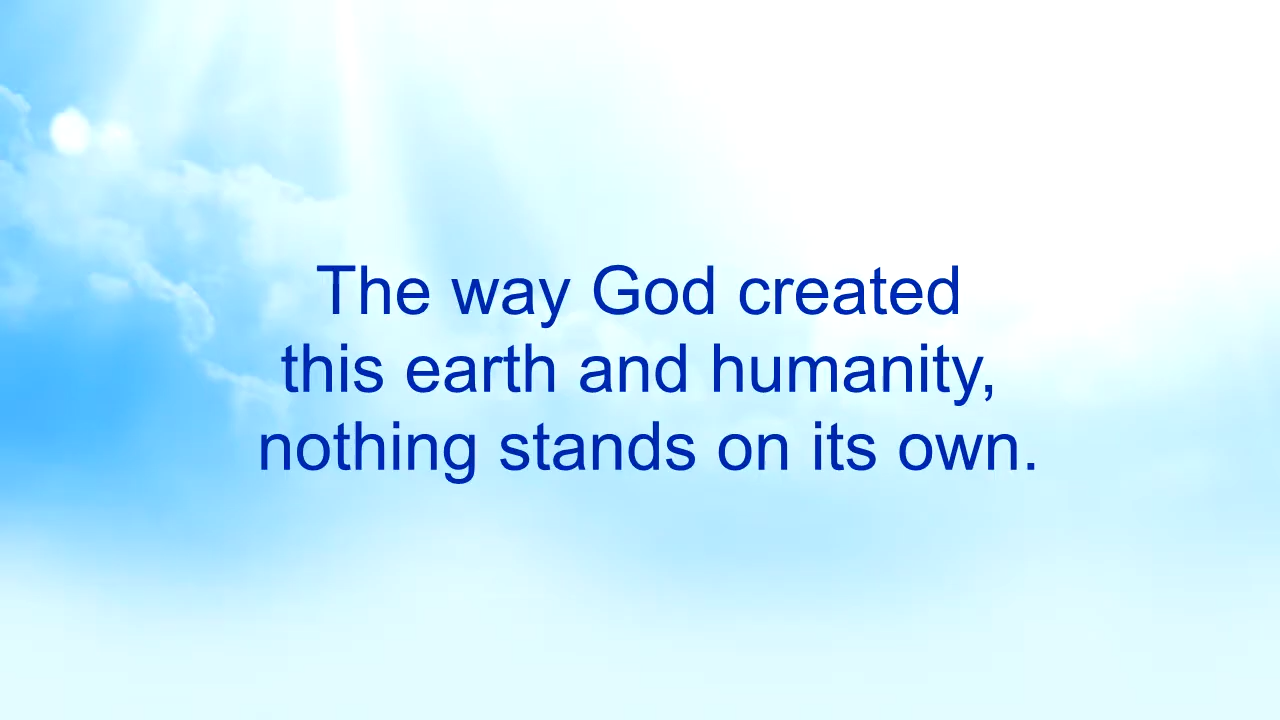 The way God created
this earth and humanity,
nothing stands on its own.